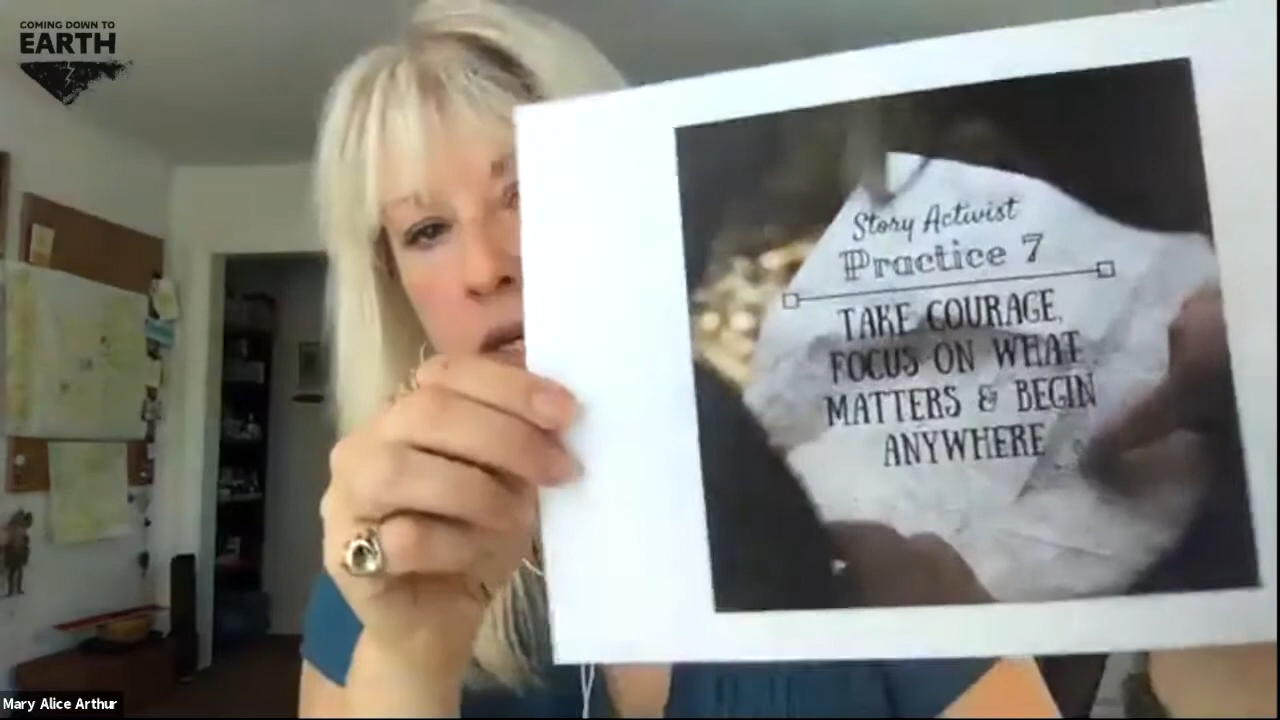 COMING DOWN TO
EARTH
Story Activist
Practice 7
TAKE COURAGE,
FOCUS ON WHAT
MATTERS & BEGIN
ANYWHERE
Mary Alice Arthur